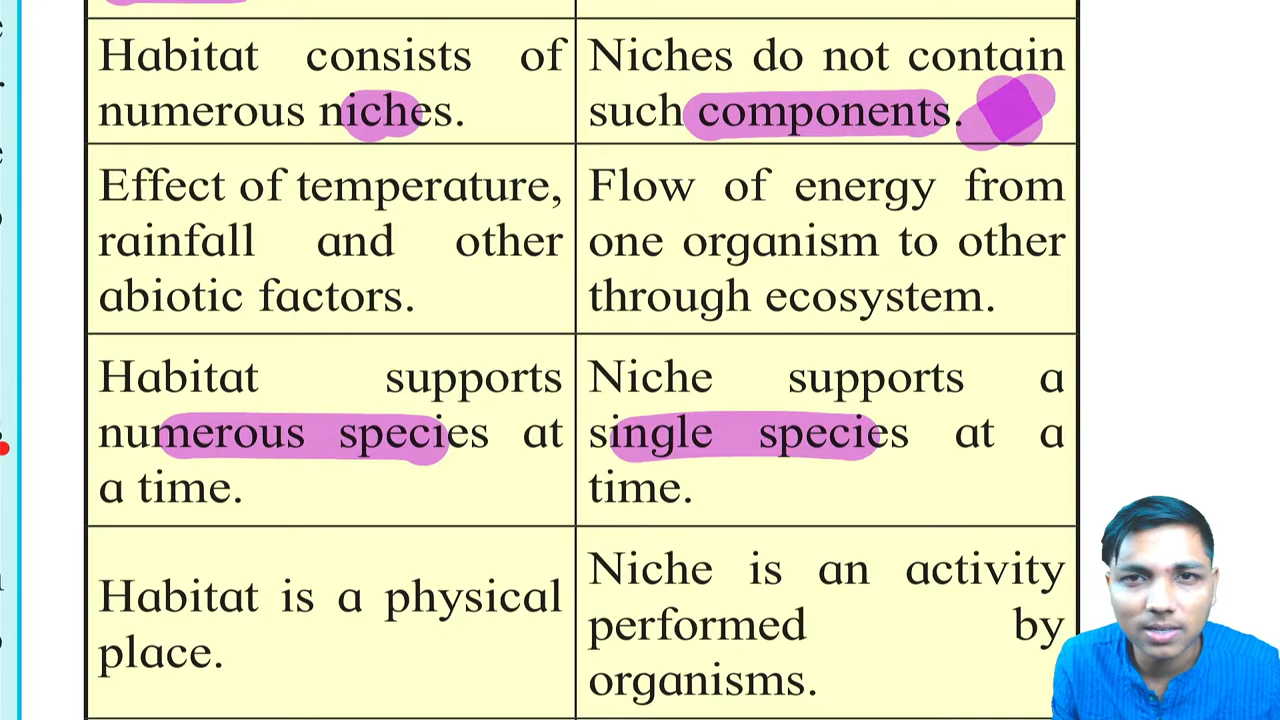 Habitat consists of
numerous niches.
Niches do not contain
such components.
Effect of temperature,
rainfall and other
abiotic factors.
Flow of energy from
one organism to other
through ecosystem.
Habitat supports
numerous species at
a time.
Niche supports a
single species at a
time.
Habitat is a physical
place.
Niche is an activity
performed by
organisms.